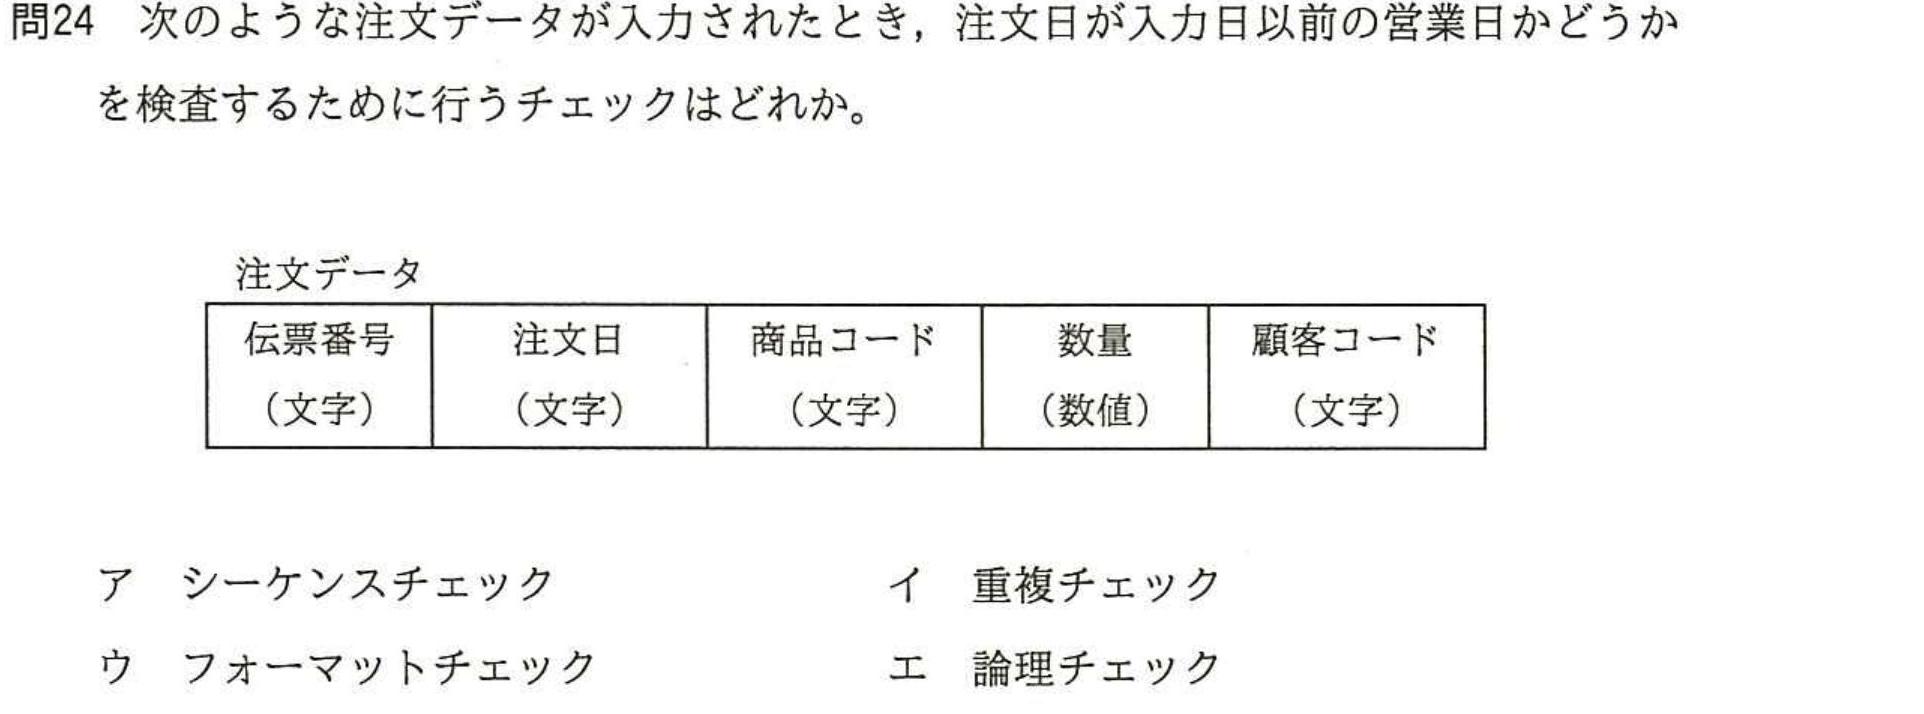 問24　次のような注文データが入力されたとき，注文日が入力日以前の営業日かどうか
を検査するために行うチェックはどれか。
注文データ
伝票番号　注文日　商品コード　数量　顧客コード
（文字）　（文字）　（文字）　（数値）　（文字）
ア　シーケンスチェック　イ　重複チェック
ウ　フォーマットチェック　エ　論理チェック